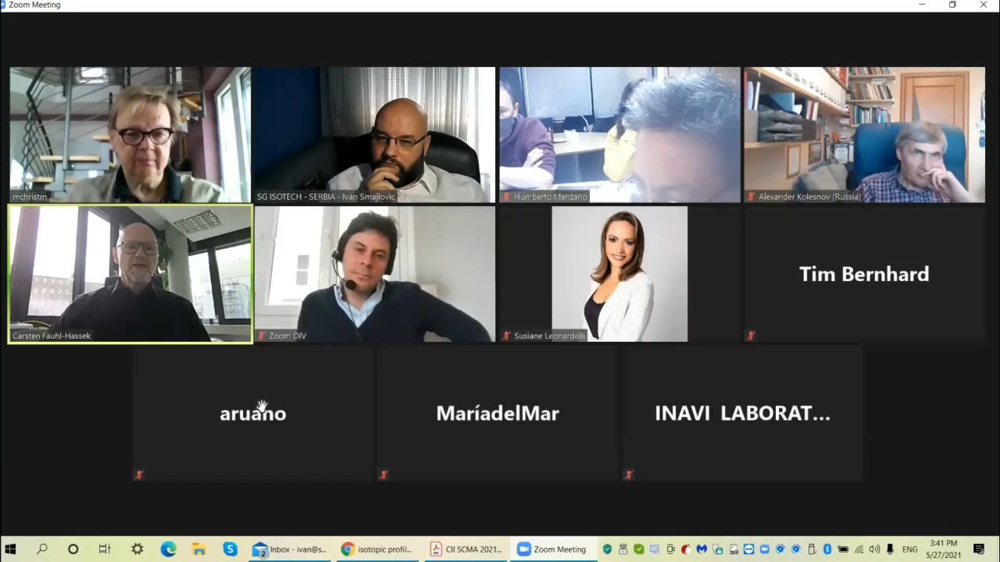 Zoom Meeting
mchristm
SG ISOTECH - SERBIA - Ivan Smajlovic
Humberto Manzano
Alexander Kolesnov (Russia)
Carsten Fauhl-Hassek
Zoom OIV
Susiane Leonardelli
Tim Bernhard
aruano
MaríadelMar
INAVI LABORAT...
2
Inbox - ivan@s...
isotopic profil...
CII SCMA 2021...
Zoom Meeting
ENG
3:41 PM
5/27/2021